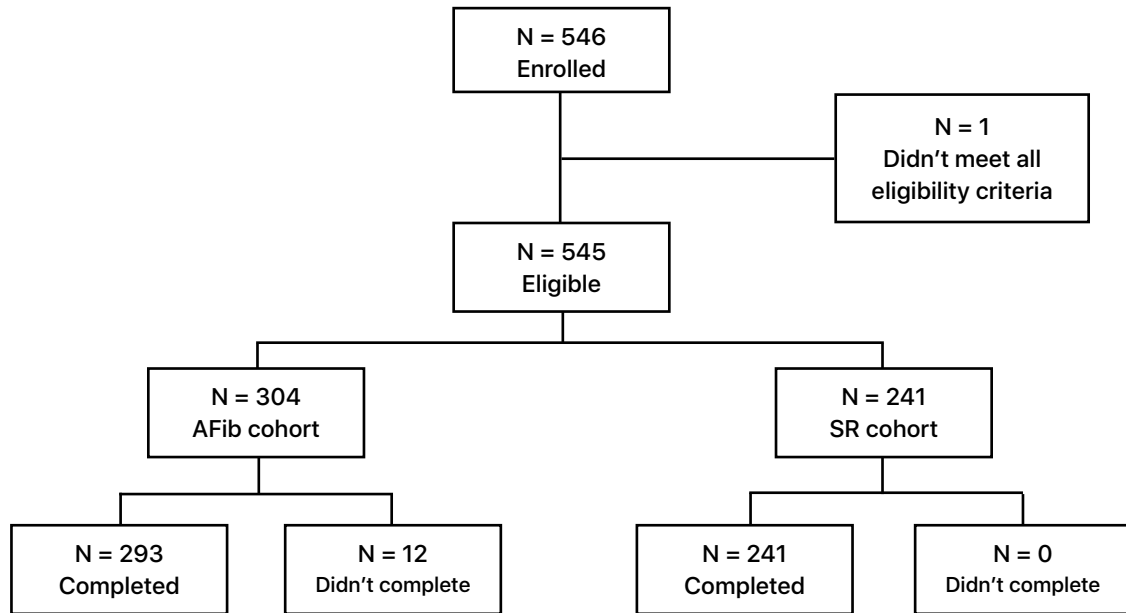 N = 546
Enrolled
N = 1
Didn’t meet all
eligibility criteria
N = 545
Eligible
N = 304
AFib cohort
N = 241
SR cohort
N = 293
Completed
N = 12
Didn’t complete
N = 241
Completed
N = 0
Didn’t complete